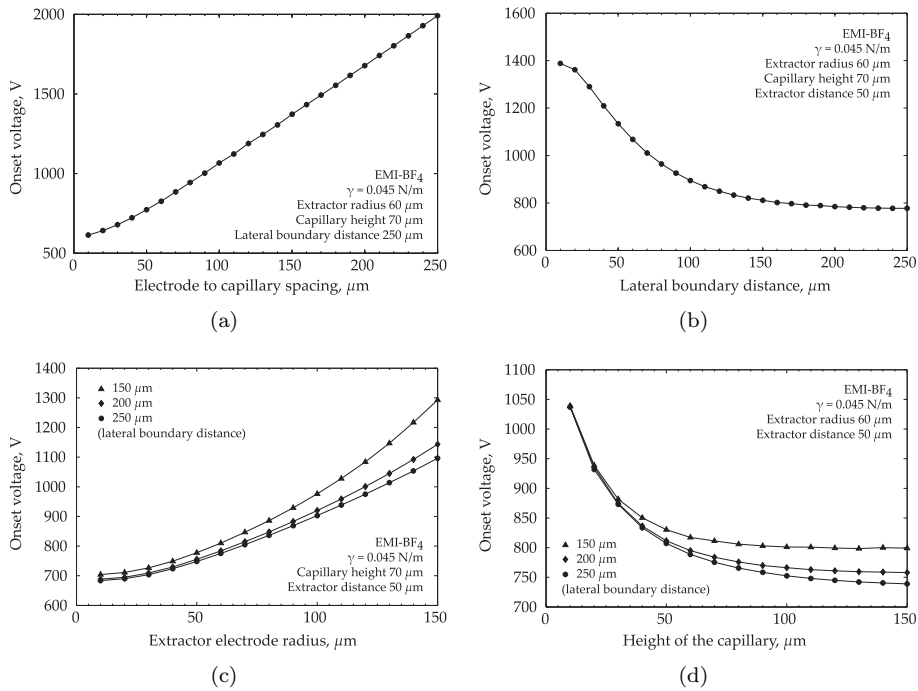 2000
1500
1000
500
Onset voltage, V
EMI-BF4
γ = 0.045 N/m
Extractor radius 60 μm
Capillary height 70 μm
Lateral boundary distance 250 μm
0 50 100 150 200 250
Electrode to capillary spacing, μm
(a)
1600
1400
1200
1000
800
600
Onset voltage, V
EMI-BF4
γ = 0.045 N/m
Extractor radius 60 μm
Capillary height 70 μm
Extractor distance 50 μm
0 50 100 150 200 250
Lateral boundary distance, μm
(b)
1400
1300
1200
1100
1000
900
800
700
600
Onset voltage, V
150 μm
200 μm
250 μm
(lateral boundary distance)
EMI-BF4
γ = 0.045 N/m
Capillary height 70 μm
Extractor distance 50 μm
0 50 100 150
Extractor electrode radius, μm
(c)
1100
1050
1000
950
900
850
800
750
700
Onset voltage, V
EMI-BF4
γ = 0.045 N/m
Extractor radius 60 μm
Extractor distance 50 μm
150 μm
200 μm
250 μm
(lateral boundary distance)
0 50 100 150
Height of the capillary, μm
(d)